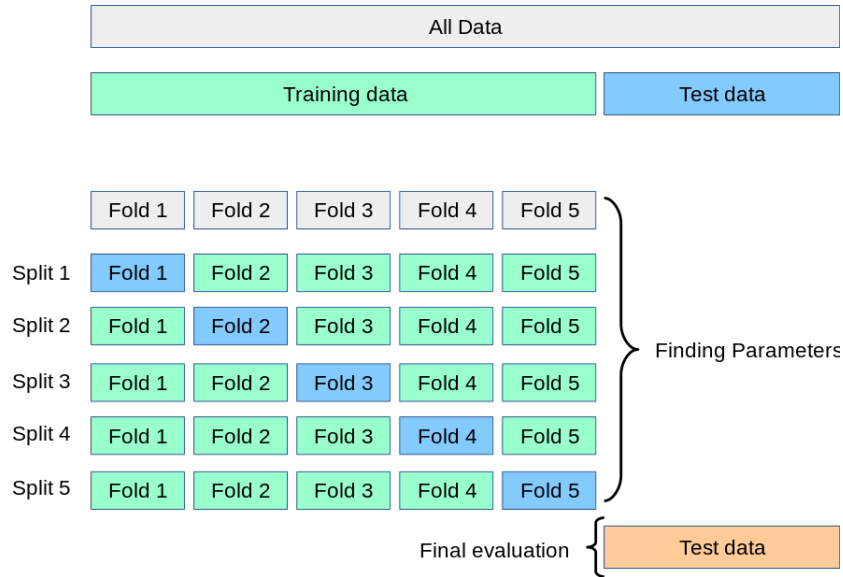 All Data
Training data Test data
Fold 1 Fold 2 Fold 3 Fold 4 Fold 5
Split 1 Fold 1 Fold 2 Fold 3 Fold 4 Fold 5
Split 2 Fold 1 Fold 2 Fold 3 Fold 4 Fold 5
Finding Parameters
Split 3 Fold 1 Fold 2 Fold 3 Fold 4 Fold 5
Split 4 Fold 1 Fold 2 Fold 3 Fold 4 Fold 5
Split 5 Fold 1 Fold 2 Fold 3 Fold 4 Fold 5
Final evaluation Test data